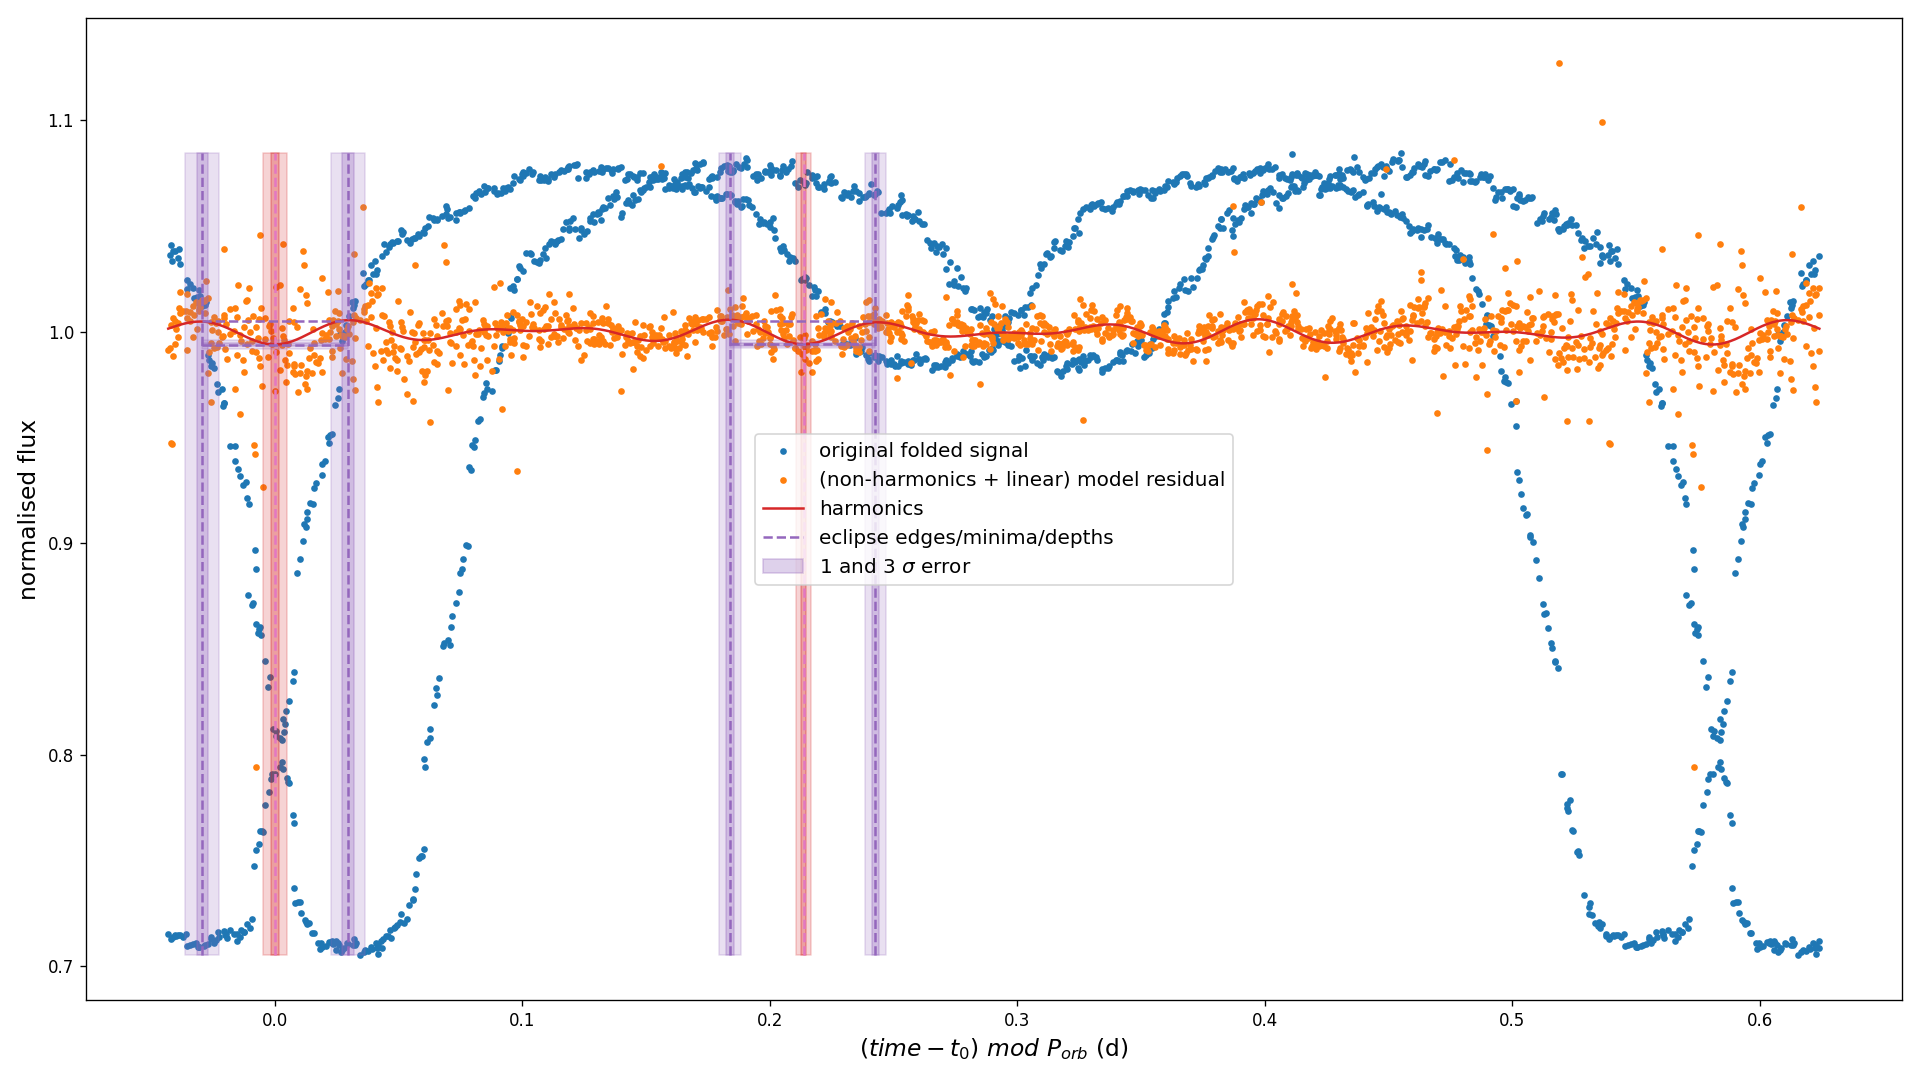 normalised flux
1.1
1.0
0.9
0.8
0.7
original folded signal
(non-harmonics + linear) model residual
harmonics
eclipse edges/minima/depths
1 and 3 σ error
0.0 0.1 0.2 0.3 0.4 0.5 0.6
(time − t₀) mod Pₒᵣb (d)